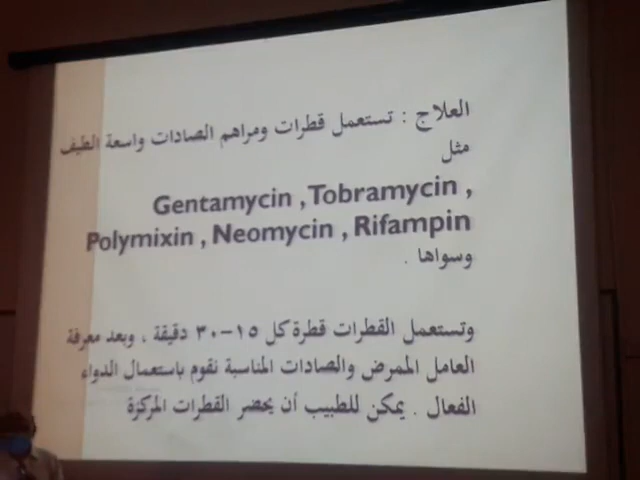 العلاج : تستعمل قطرات ومراهم الصادات واسعة الطيف
مثل
Gentamycin , Tobramycin ,
Polymixin , Neomycin , Rifampin
وسواها .
وتستعمل القطرات قطرة كل ١٥-٣٠ دقيقة ، وبعد معرفة
العامل الممرض والصادات المناسبة نقوم باستعمال الدواء
الفعال . يمكن للطبيب أن يحضر القطرات المركزة